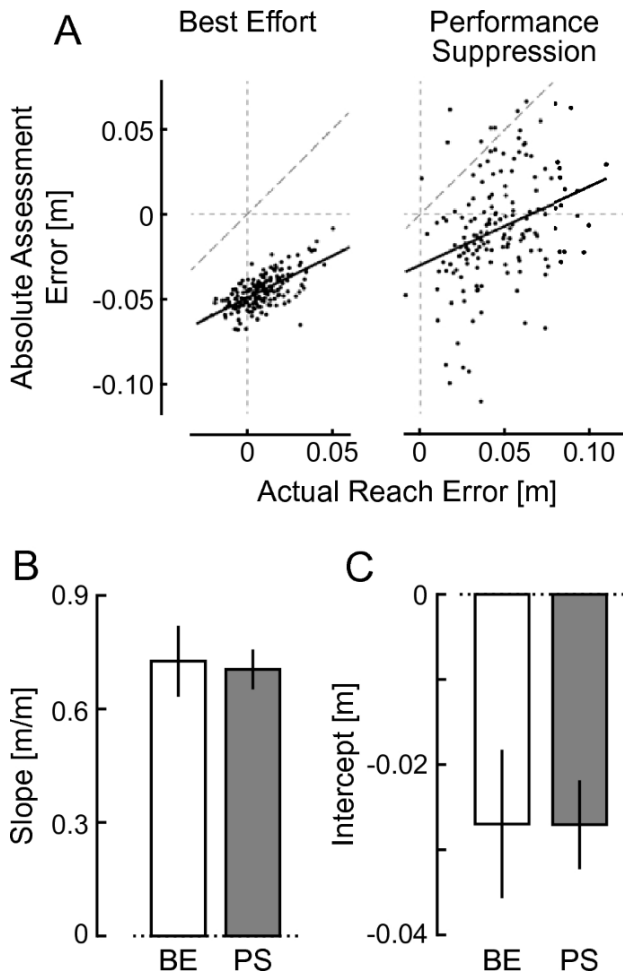 A
Best Effort
Performance
Suppression
Absolute Assessment
Error [m]
0.05
0
-0.05
-0.10
0
0.05
0
0.05
0.10
Actual Reach Error [m]
B
Slope [m/m]
0.9
0.6
0.3
0
BE
PS
C
Intercept [m]
0
-0.02
-0.04
BE
PS